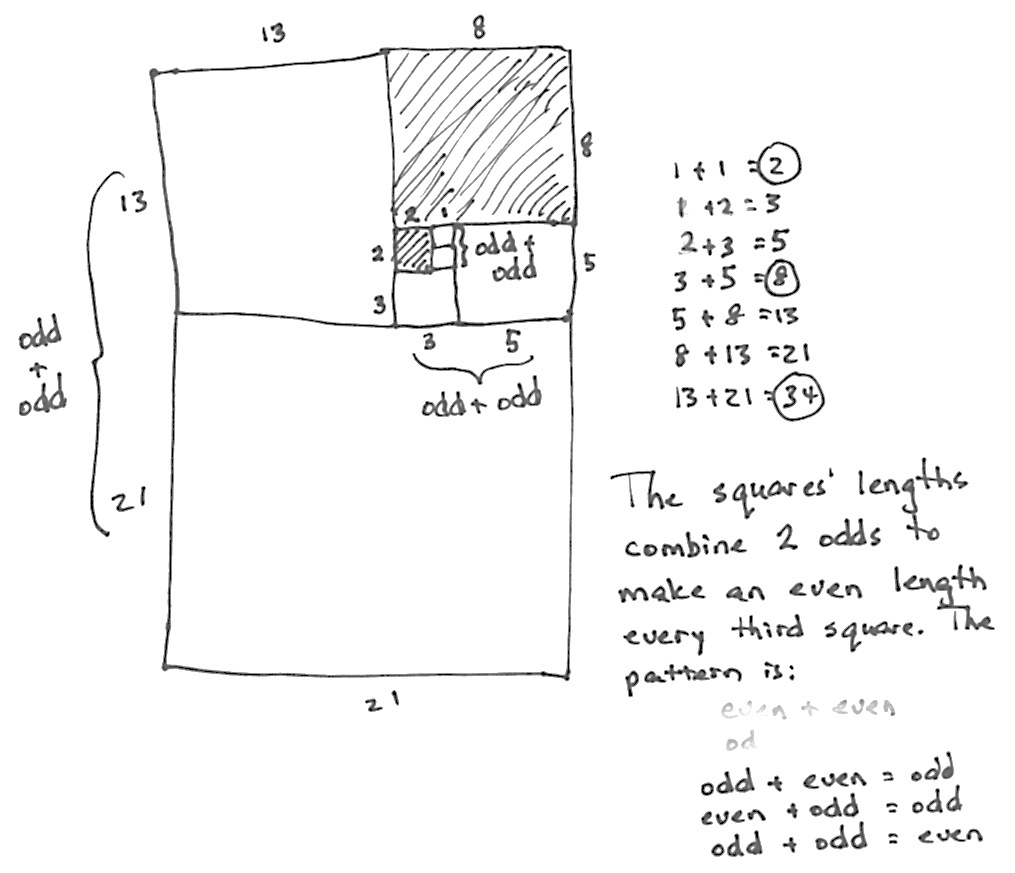 13
8
13
8
2
1
2
odd +
odd
5
3
3
5
odd + odd
odd
+
odd
21
21
1 + 1 = 2
1 + 2 = 3
2 + 3 = 5
3 + 5 = 8
5 + 8 = 13
8 + 13 = 21
13 + 21 = 34
The squares' lengths
combine 2 odds to
make an even length
every third square. The
pattern is:
even + even
od
odd + even = odd
even + odd = odd
odd + odd = even